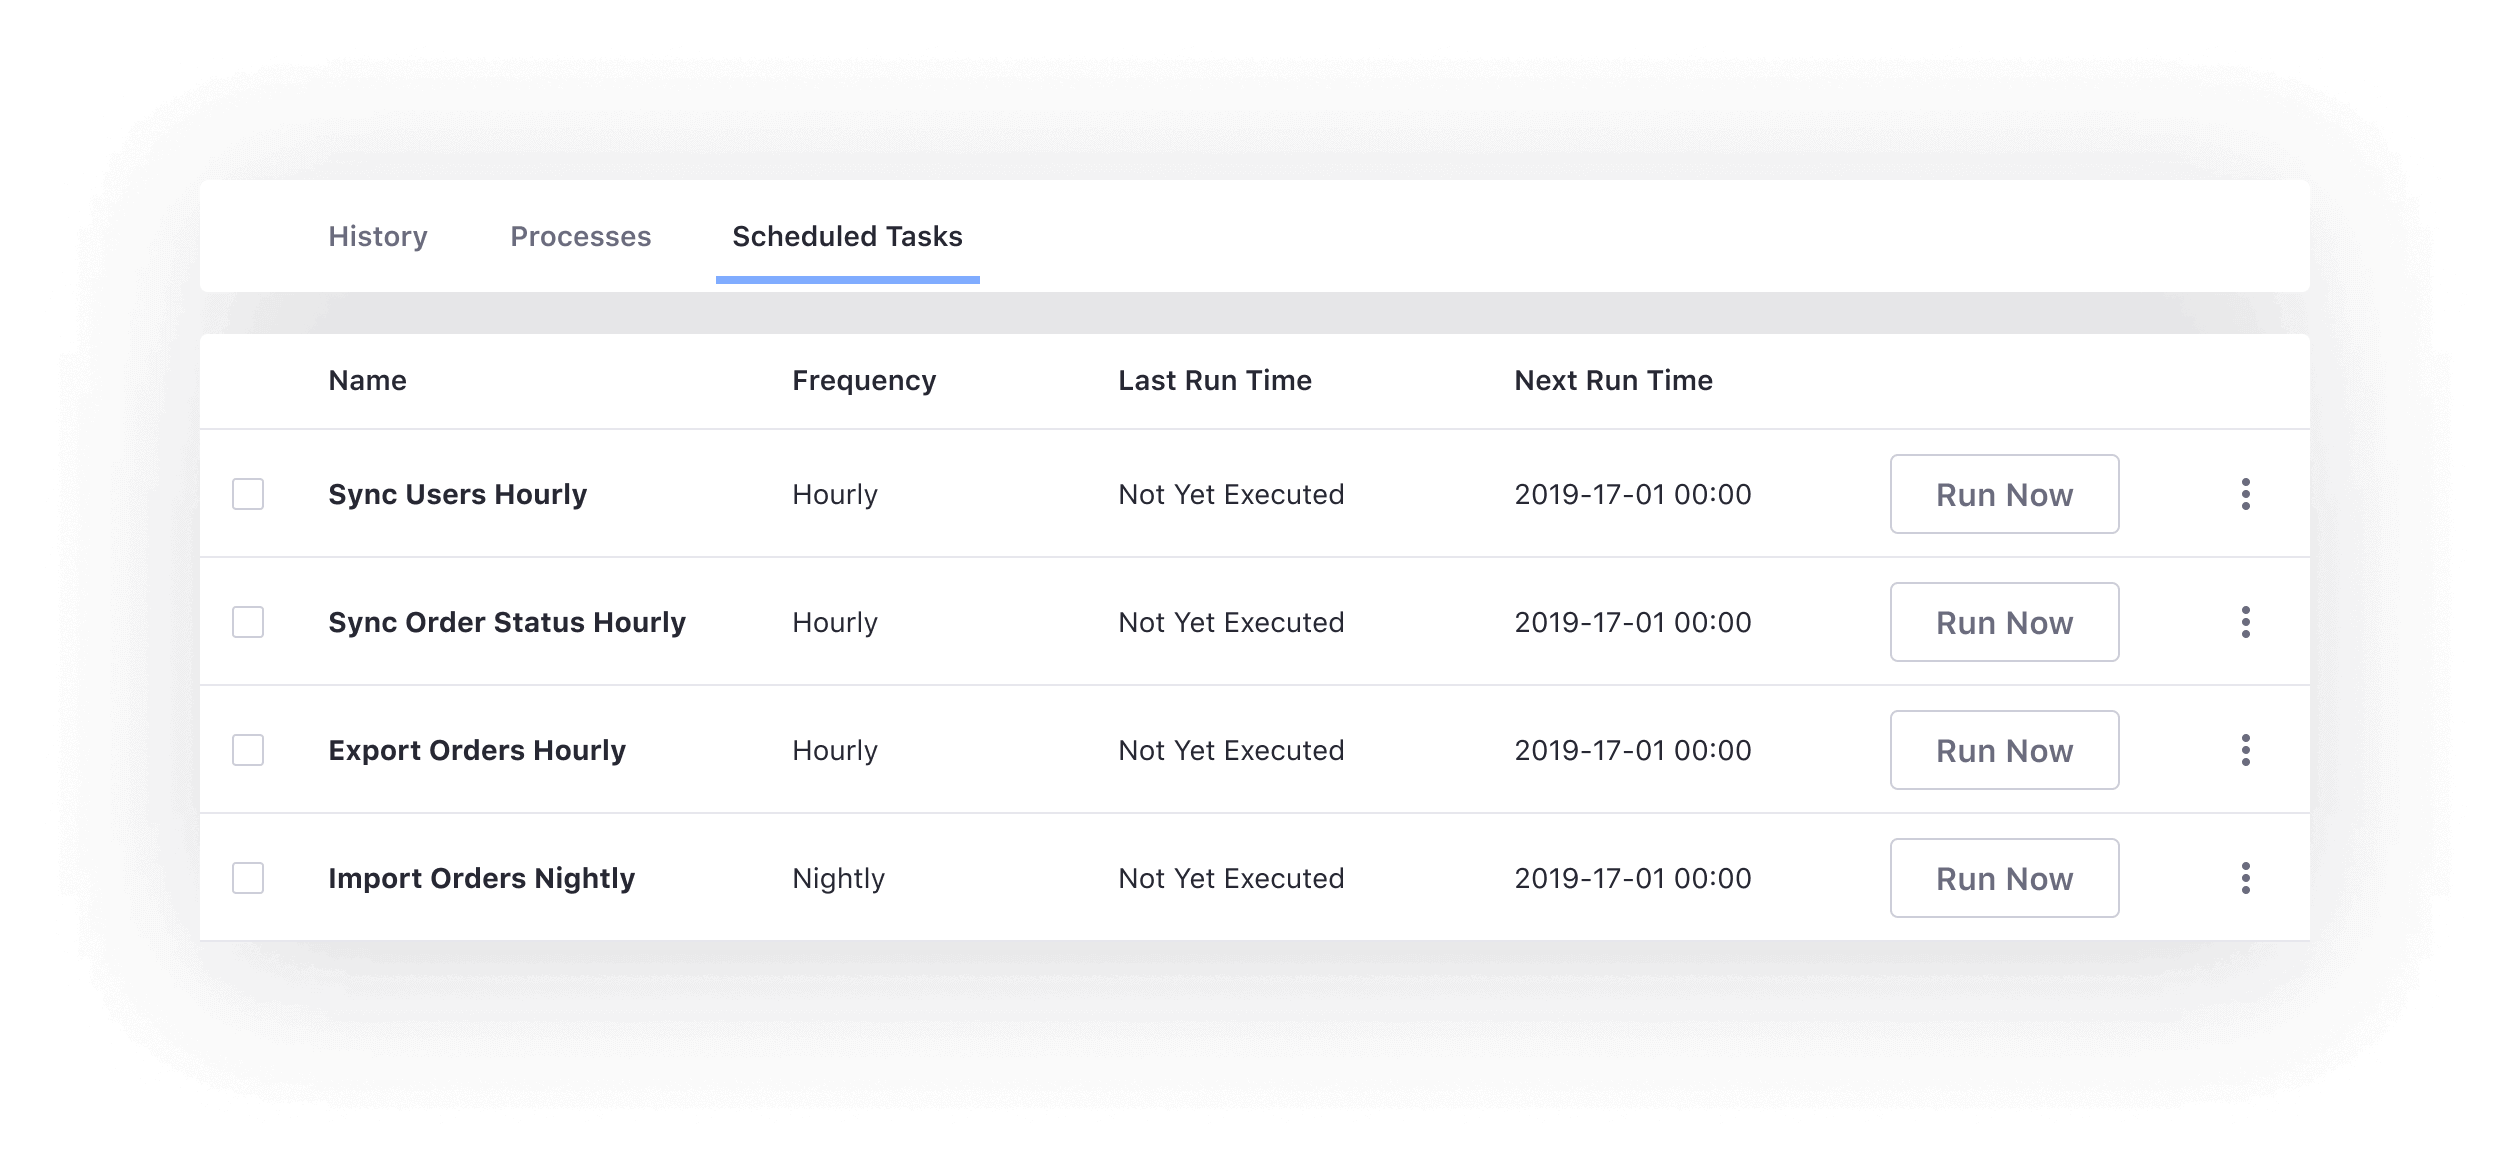 History Processes Scheduled Tasks
Name Frequency Last Run Time Next Run Time
Sync Users Hourly Hourly Not Yet Executed 2019-17-01 00:00 Run Now
Sync Order Status Hourly Hourly Not Yet Executed 2019-17-01 00:00 Run Now
Export Orders Hourly Hourly Not Yet Executed 2019-17-01 00:00 Run Now
Import Orders Nightly Nightly Not Yet Executed 2019-17-01 00:00 Run Now